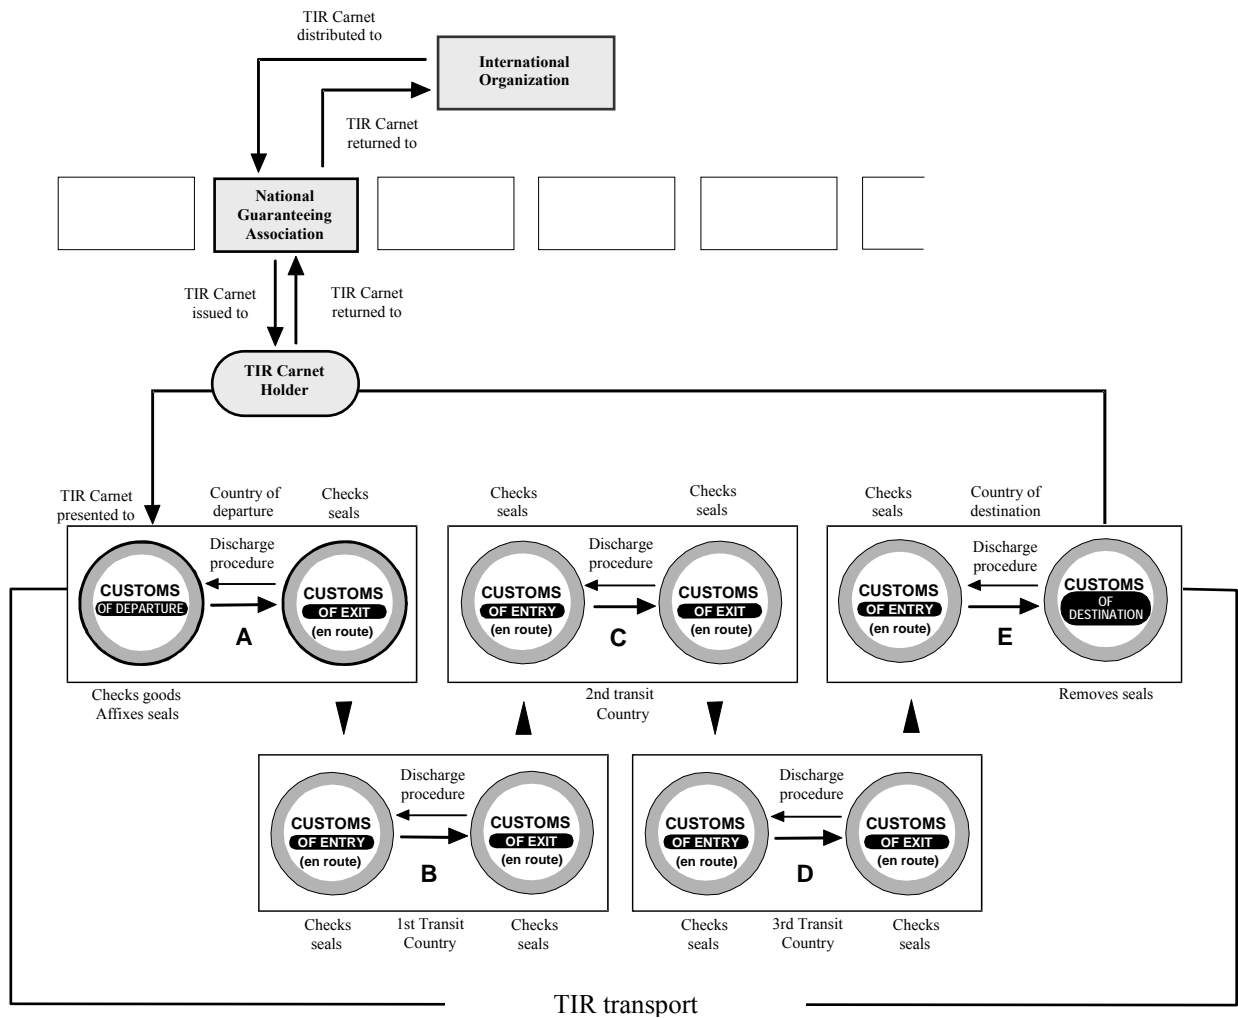 TIR Carnet
distributed to
International
Organization
TIR Carnet
returned to
National
Guaranteeing
Association
TIR Carnet
issued to
TIR Carnet
returned to
TIR Carnet
Holder
TIR Carnet
presented to
Country of
departure
Checks
seals
Checks
seals
Checks
seals
Checks
seals
Country of
destination
CUSTOMS
OF DEPARTURE
Discharge
procedure
A
CUSTOMS
OF EXIT
(en route)
CUSTOMS
OF ENTRY
(en route)
Discharge
procedure
C
CUSTOMS
OF EXIT
(en route)
CUSTOMS
OF ENTRY
(en route)
Discharge
procedure
E
CUSTOMS
OF
DESTINATION
Checks goods
Affixes seals
2nd transit
Country
Removes seals
CUSTOMS
OF ENTRY
(en route)
Discharge
procedure
B
CUSTOMS
OF EXIT
(en route)
CUSTOMS
OF ENTRY
(en route)
Discharge
procedure
D
CUSTOMS
OF EXIT
(en route)
Checks
seals
1st Transit
Country
Checks
seals
Checks
seals
3rd Transit
Country
Checks
seals
TIR transport